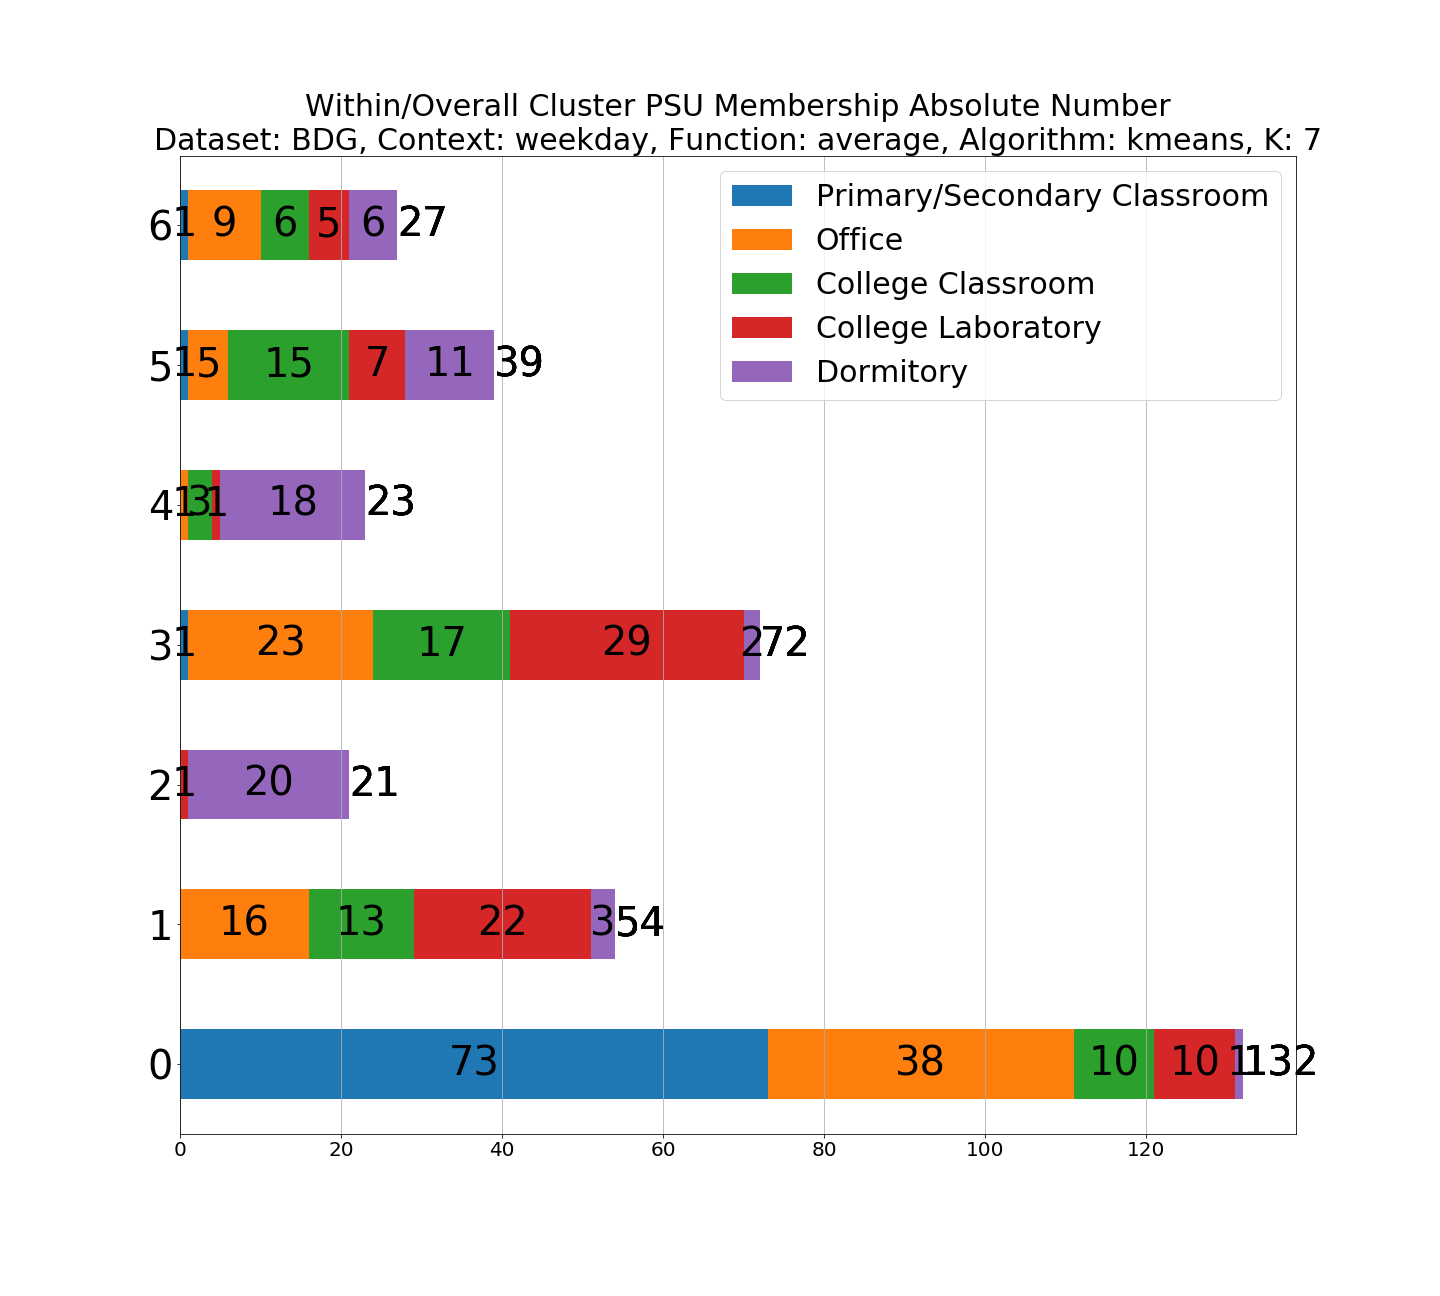 Within/Overall Cluster PSU Membership Absolute Number
Dataset: BDG, Context: weekday, Function: average, Algorithm: kmeans, K: 7
Primary/Secondary Classroom
Office
College Classroom
College Laboratory
Dormitory
6 1 9 6 5 6 27
5 1 5 15 7 11 39
4 1 3 1 18 23
3 1 23 17 29 2 72
2 1 20 21
1 16 13 22 3 54
0 73 38 10 10 1 132
0 20 40 60 80 100 120